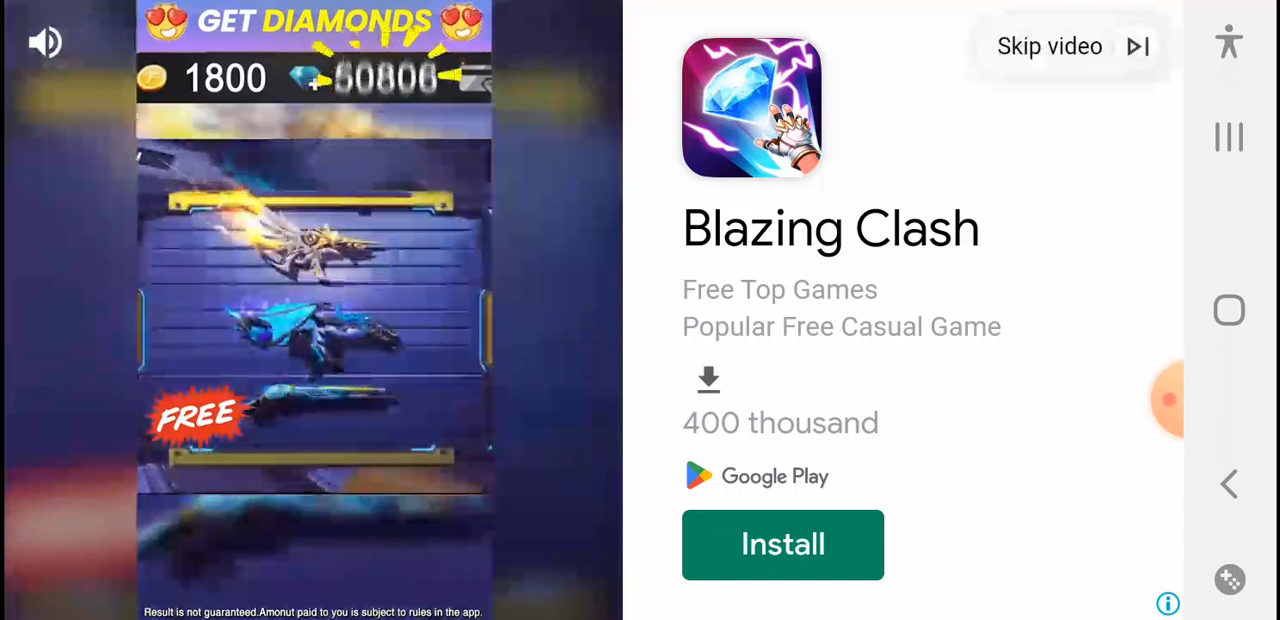 GET DIAMONDS
1800
FREE
Result is not guaranteed.Amonut paid to you is subject to rules in the app.
Skip video
Blazing Clash
Free Top Games
Popular Free Casual Game
400 thousand
Google Play
Install